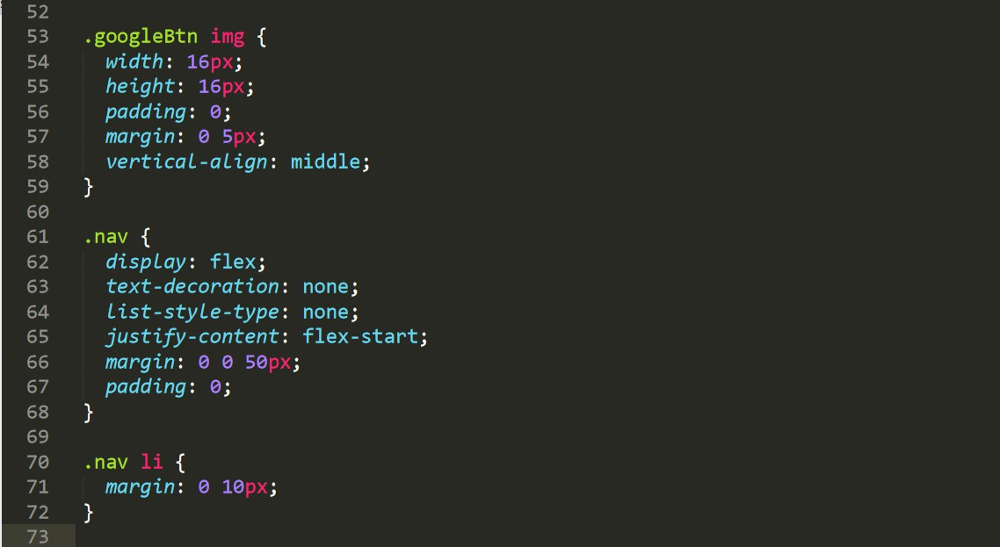 52
53 .googleBtn img {
54   width: 16px;
55   height: 16px;
56   padding: 0;
57   margin: 0 5px;
58   vertical-align: middle;
59 }
60
61 .nav {
62   display: flex;
63   text-decoration: none;
64   list-style-type: none;
65   justify-content: flex-start;
66   margin: 0 0 50px;
67   padding: 0;
68 }
69
70 .nav li {
71   margin: 0 10px;
72 }
73